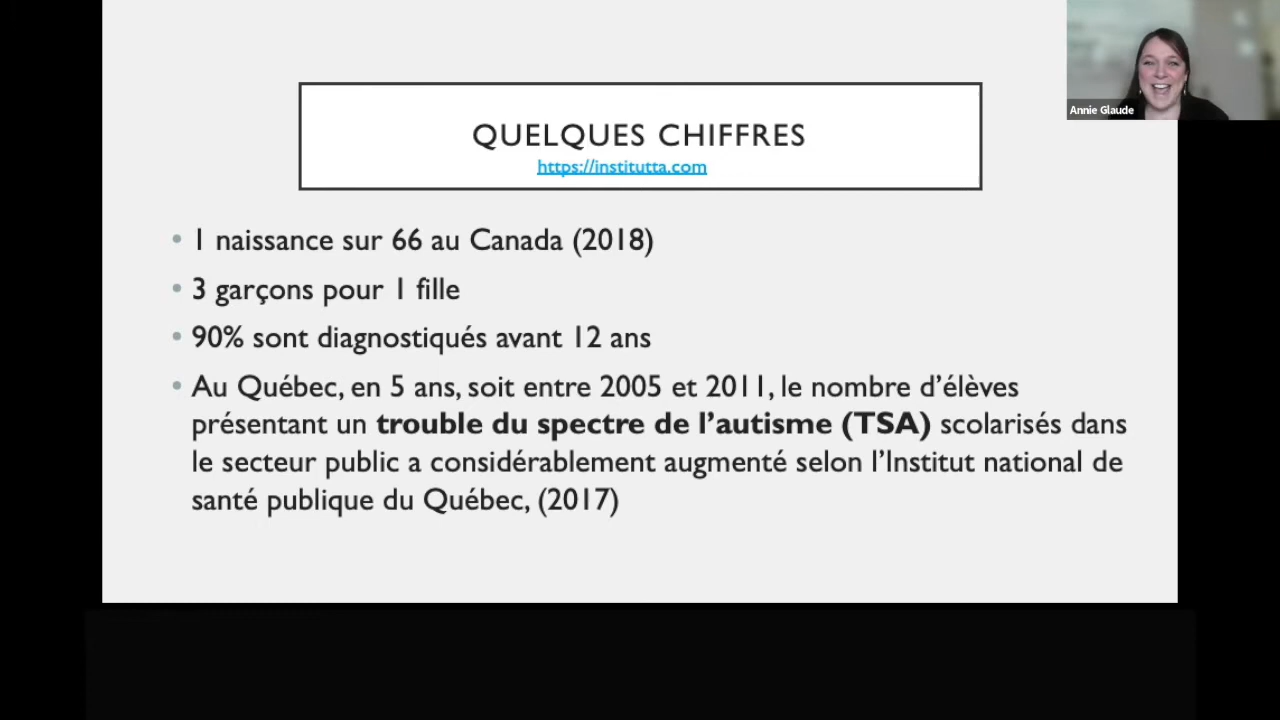 QUELQUES CHIFFRES
https://institutta.com
Annie Glaude
• 1 naissance sur 66 au Canada (2018)
• 3 garçons pour 1 fille
• 90% sont diagnostiqués avant 12 ans
• Au Québec, en 5 ans, soit entre 2005 et 2011, le nombre d’élèves
présentant un trouble du spectre de l’autisme (TSA) scolarisés dans
le secteur public a considérablement augmenté selon l’Institut national de
santé publique du Québec, (2017)